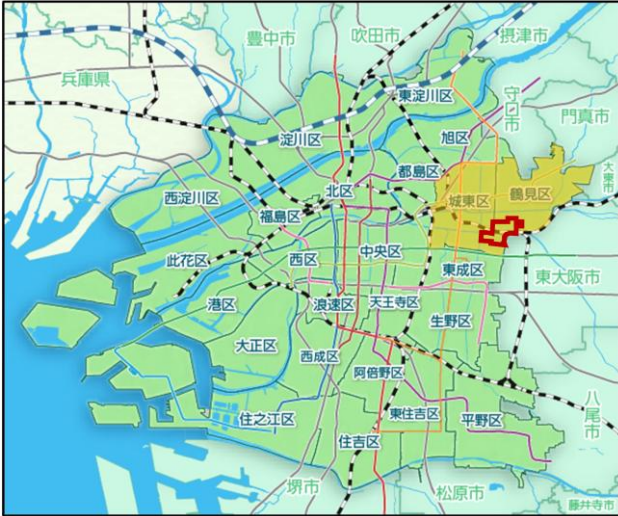 豊中市
吹田市
摂津市
兵庫県
東淀川区
守口市
淀川区
旭区
門真市
都島区
大東市
北区
城東区
鶴見区
西淀川区
福島区
此花区
西区
中央区
東成区
東大阪市
港区
浪速区
天王寺区
生野区
大正区
西成区
阿倍野区
八尾市
住之江区
東住吉区
平野区
住吉区
堺市
松原市
藤井寺市